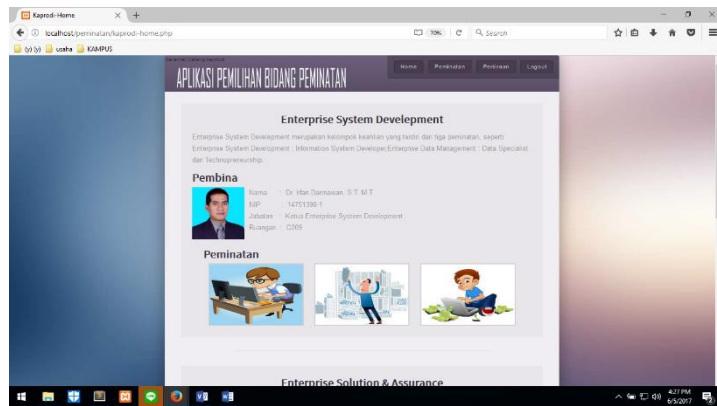 Kaprodi-Home
localhost/peminatan/kaprodi-home.php
70%
Search
(y) (y) usaha KAMPUS
APLIKASI PEMILIHAN BIDANG PEMINATAN
Home Peminatan Perkiraan Logout
Enterprise System Develepment
Enterprise System Development merupakan kelompok keahlian yang terdiri dari tiga peminatan, seperti
Enterprise System Development : Information System Developer,Enterprise Data Management : Data Specialist
dan Technopreneurship.
Pembina
Nama : Dr. Irfan Darmawan, S.T. M.T
NIP : 14751398-1
Jabatan : Ketua Enterprise System Development
Ruangan : C209
Peminatan
Enterprise Solution & Assurance
4:27 PM
6/5/2017